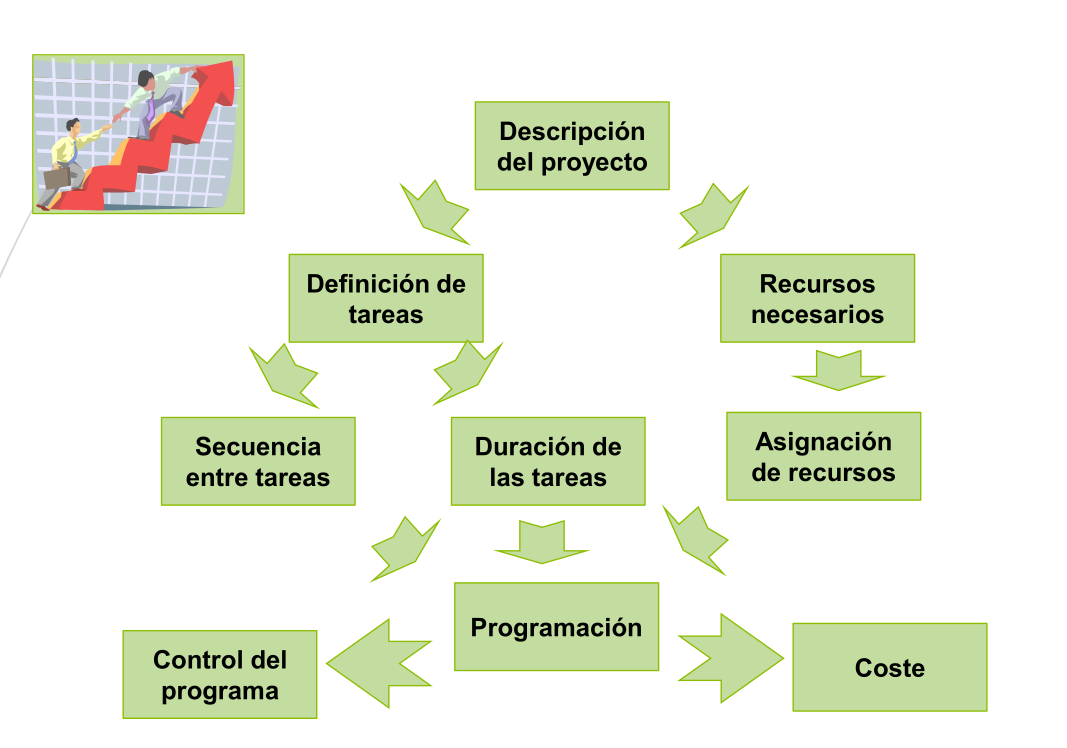 Descripción
del proyecto
Definición de
tareas
Recursos
necesarios
Secuencia
entre tareas
Duración de
las tareas
Asignación
de recursos
Programación
Control del
programa
Coste